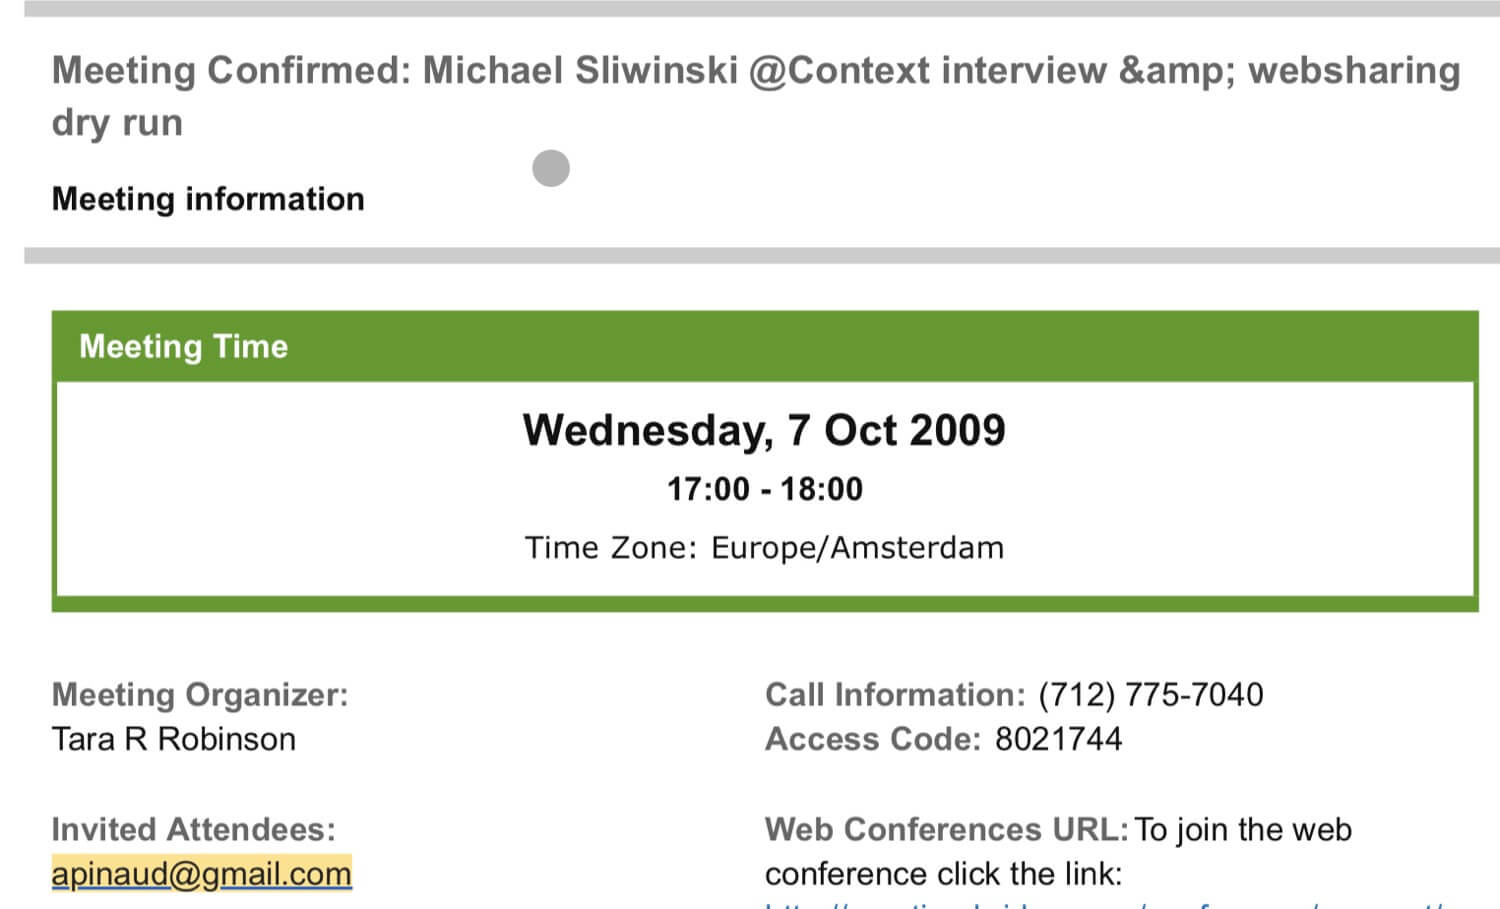 Meeting Confirmed: Michael Sliwinski @Context interview &amp; websharing
dry run
Meeting information
Meeting Time
Wednesday, 7 Oct 2009
17:00 - 18:00
Time Zone: Europe/Amsterdam
Meeting Organizer:
Tara R Robinson
Call Information: (712) 775-7040
Access Code: 8021744
Invited Attendees:
apinaud@gmail.com
Web Conferences URL: To join the web
conference click the link: